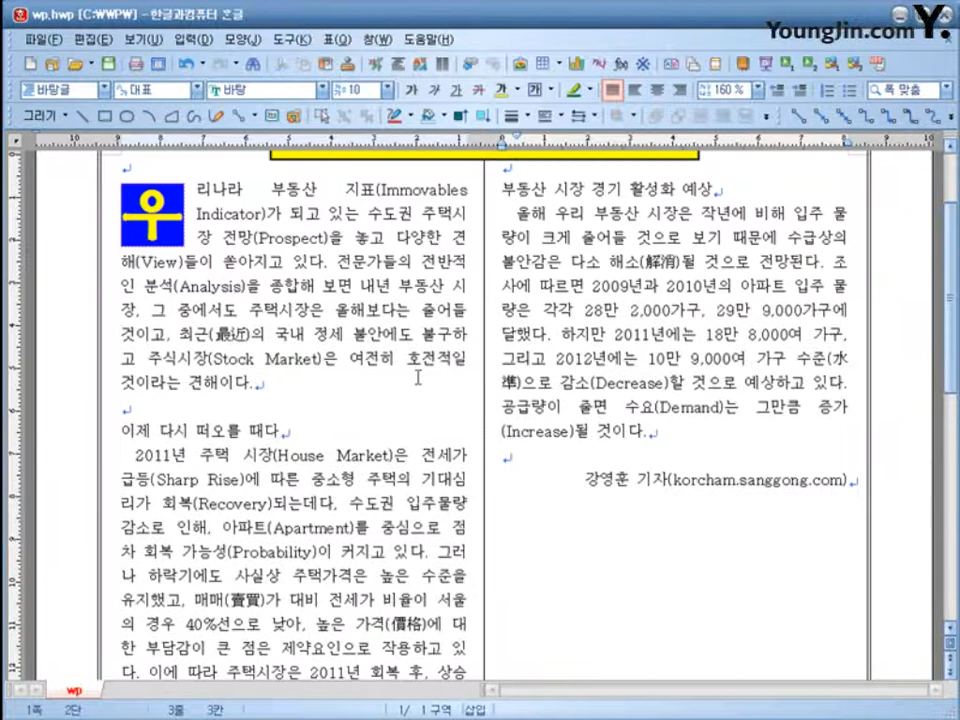 wp.hwp [C:\WWPW] - 한글과컴퓨터 한글
YoungJin.com Y.
파일(F) 편집(E) 보기(U) 입력(D) 모양(J) 도구(K) 표(Q) 창(W) 도움말(H)
바탕글 대표 바탕 10 가 가 가 가 가 가 160 % 폭 맞춤
그리기
10 9 8 7 6 5 4 3 2 1 0 1 2 3 4 5 6 7 8 9 10
우
리나라 부동산 지표(Immovables
Indicator)가 되고 있는 수도권 주택시
장 전망(Prospect)을 놓고 다양한 견
해(View)들이 쏟아지고 있다. 전문가들의 전반적
인 분석(Analysis)을 종합해 보면 내년 부동산 시
장, 그 중에서도 주택시장은 올해보다는 줄어들
것이고, 최근(最近)의 국내 정세 불안에도 불구하
고 주식시장(Stock Market)은 여전히 호전적일
것이라는 견해이다.
이제 다시 떠오를 때다
2011년 주택 시장(House Market)은 전세가
급등(Sharp Rise)에 따른 중소형 주택의 기대심
리가 회복(Recovery)되는데다, 수도권 입주물량
감소로 인해, 아파트(Apartment)를 중심으로 점
차 회복 가능성(Probability)이 커지고 있다. 그러
나 하락기에도 사실상 주택가격은 높은 수준을
유지했고, 매매(賣買)가 대비 전세가 비율이 서울
의 경우 40%선으로 낮아, 높은 가격(價格)에 대
한 부담감이 큰 점은 제약요인으로 작용하고 있
다. 이에 따라 주택시장은 2011년 회복 후, 상승
부동산 시장 경기 활성화 예상
올해 우리 부동산 시장은 작년에 비해 입주 물
량이 크게 줄어들 것으로 보기 때문에 수급상의
불안감은 다소 해소(解消)될 것으로 전망된다. 조
사에 따르면 2009년과 2010년의 아파트 입주 물
량은 각각 28만 2,000가구, 29만 9,000가구에
달했다. 하지만 2011년에는 18만 8,000여 가구,
그리고 2012년에는 10만 9,000여 가구 수준(水
準)으로 감소(Decrease)할 것으로 예상하고 있다.
공급량이 줄면 수요(Demand)는 그만큼 증가
(Increase)될 것이다.
강영훈 기자(korcham.sanggong.com)
wp
1쪽 2단 3줄 3칸 1/ 1 구역 삽입